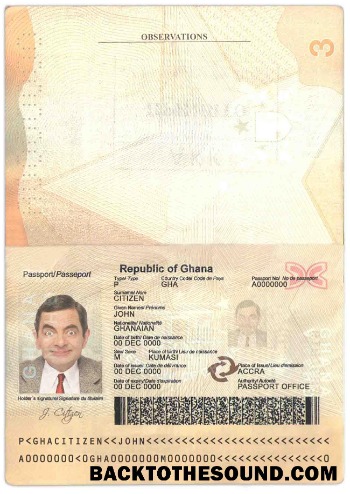 OBSERVATIONS
3
Republic of Ghana
Passport/Passeport
Type/ Type Country Code/ Code de Pays Passport No/ No de passeport
P GHA A0000000
Surname/ Nom
CITIZEN
Given Names/ Prénoms
JOHN
Nationality/ Nationalité
GHANAIAN
Date of birth/ Date de naissance
00 DEC 0000
Sex/ Sexe Place of Birth/ Lieu de naissance
M KUMASI
Date of issue/ Date de délivrance Place of Issue/ Lieu d'émission
00 DEC 0000 ACCRA
Date of expiry/ Date d'expiration Authority/ Autorité
00 DEC 0000 PASSPORT OFFICE
Holder's signature/ Signature du titulaire
J. Citizen
P<GHACITIZEN<<JOHN<<<<<<<<<<<<<<<<<<<<<<<<<<
A0000000<0GHA0000000M0000000<<<<<<<<<<<<<<<0
BACKTOTHESOUND.COM